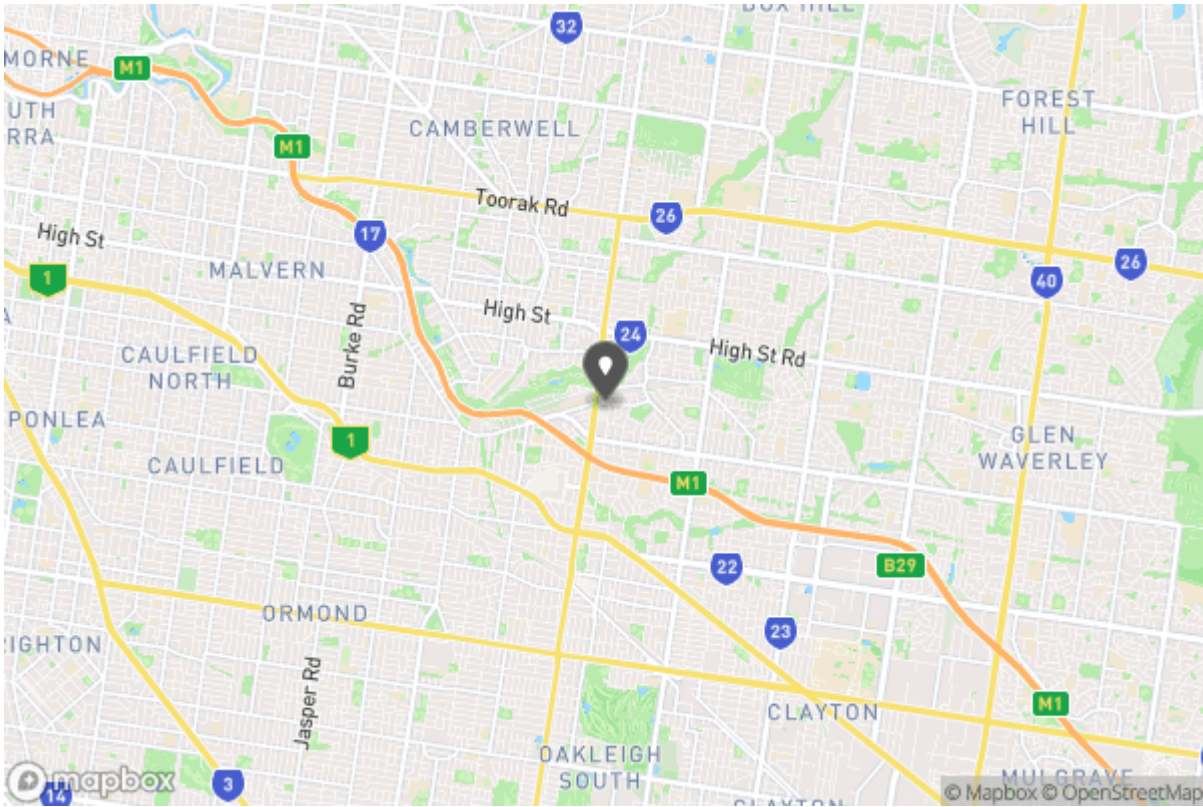 BOX HILL
32
MORNE
M1
UTH
RRA
FOREST
HILL
CAMBERWELL
M1
Toorak Rd
26
17
High St
26
MALVERN
40
1
High St
24
High St Rd
Burke Rd
CAULFIELD
NORTH
PONLEA
GLEN
WAVERLEY
1
CAULFIELD
M1
22
B29
ORMOND
23
IGHTON
Jasper Rd
M1
CLAYTON
OAKLEIGH
SOUTH
MULGRAVE
3
mapbox
14
CLAYTON
© Mapbox © OpenStreetMap